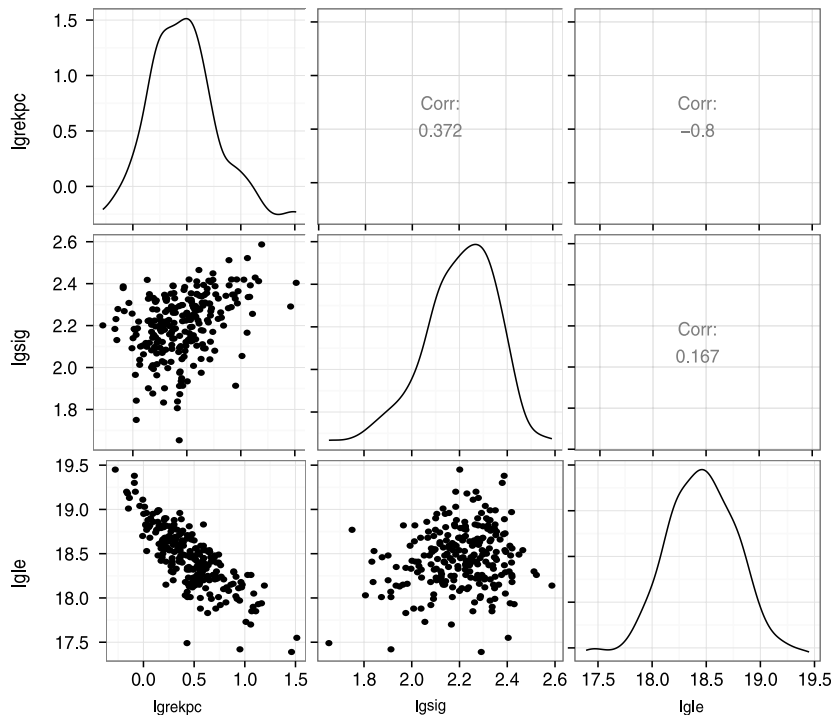 lgrekpc
1.5
1.0
0.5
0.0
Corr:
0.372
Corr:
−0.8
lgsig
2.6
2.4
2.2
2.0
1.8
Corr:
0.167
lgle
19.5
19.0
18.5
18.0
17.5
0.0 0.5 1.0 1.5
1.8 2.0 2.2 2.4 2.6
17.5 18.0 18.5 19.0 19.5
lgrekpc lgsig lgle